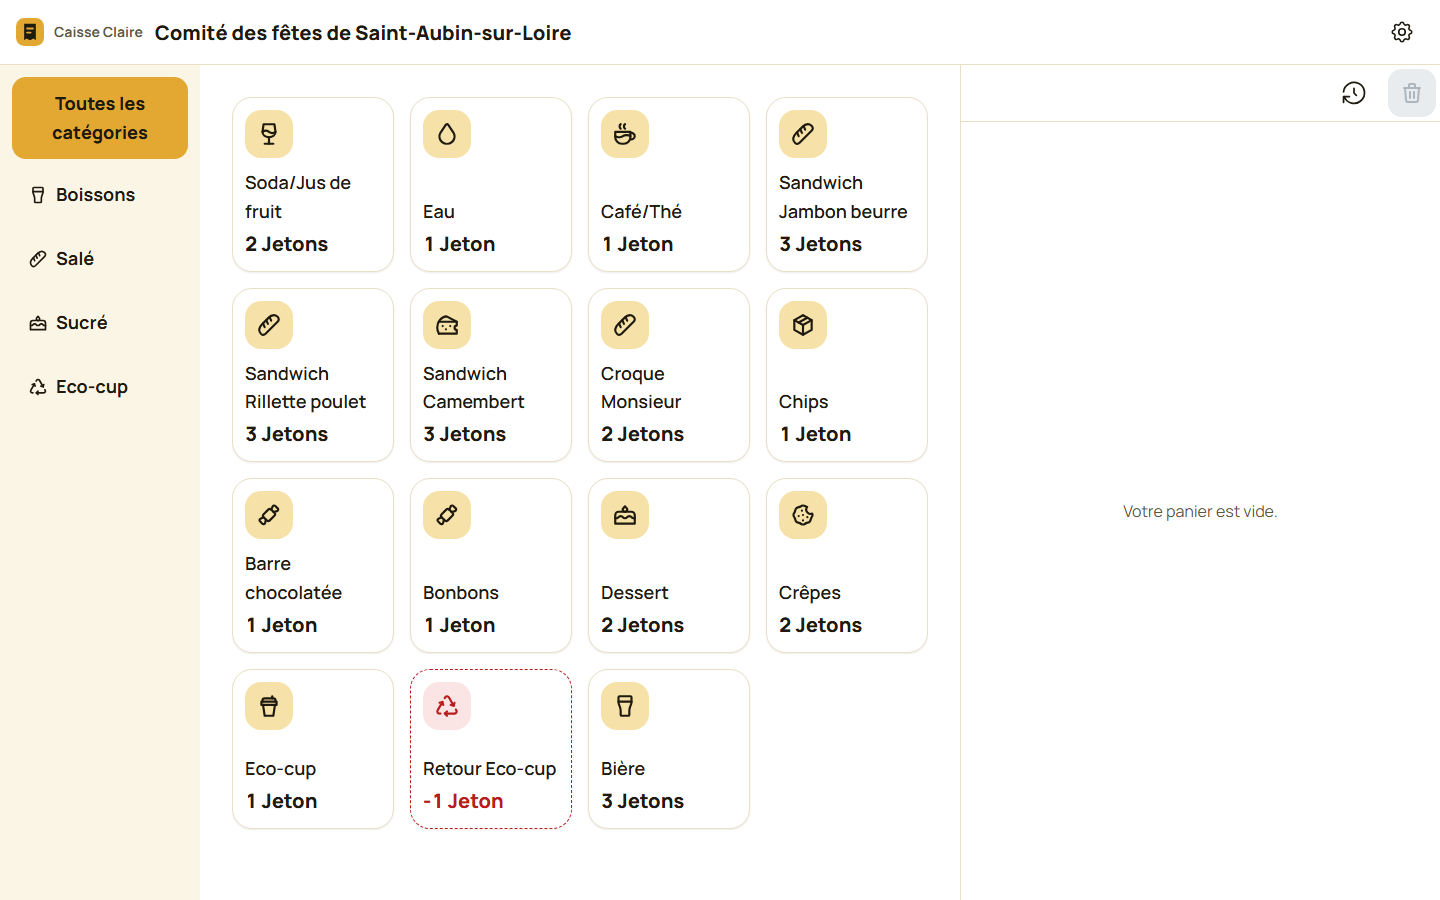 Caisse Claire
Comité des fêtes de Saint-Aubin-sur-Loire
Toutes les
catégories
Boissons
Salé
Sucré
Eco-cup
Soda/Jus de
fruit
2 Jetons
Eau
1 Jeton
Café/Thé
1 Jeton
Sandwich
Jambon beurre
3 Jetons
Sandwich
Rillette poulet
3 Jetons
Sandwich
Camembert
3 Jetons
Croque
Monsieur
2 Jetons
Chips
1 Jeton
Barre
chocolatée
1 Jeton
Bonbons
1 Jeton
Dessert
2 Jetons
Crêpes
2 Jetons
Eco-cup
1 Jeton
Retour Eco-cup
-1 Jeton
Bière
3 Jetons
Votre panier est vide.